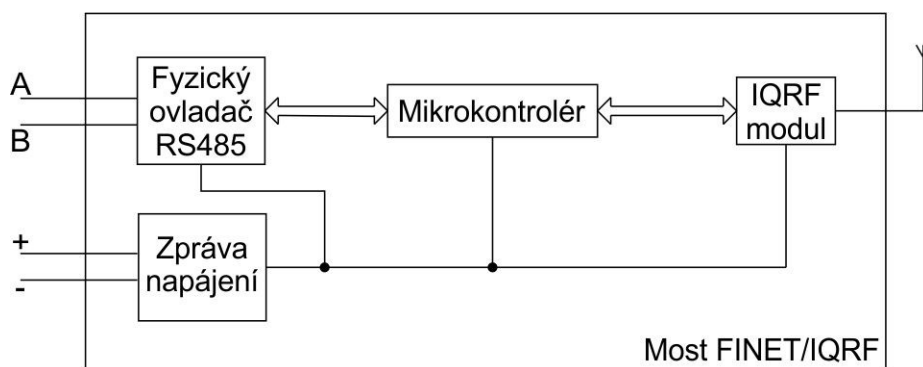 A
B
Fyzický
ovladač
RS485
Mikrokontrolér
IQRF
modul
+
-
Zpráva
napájení
Most FINET/IQRF